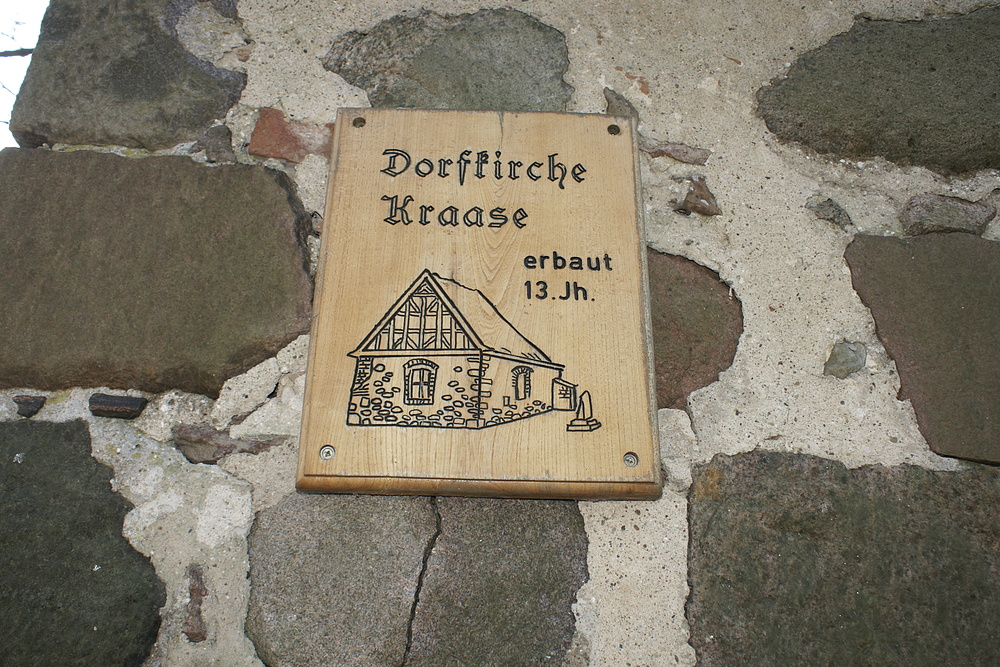 Dorfkirche
Kraase
erbaut
13.Jh.